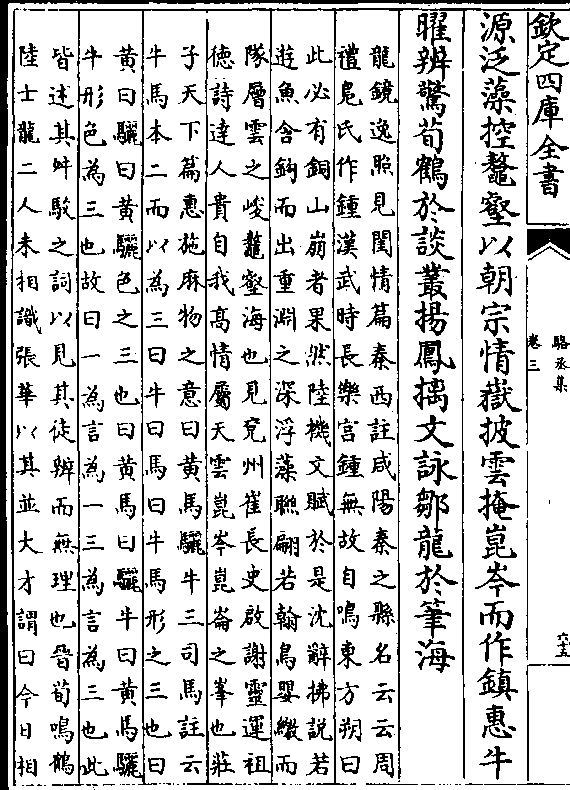 欽定四庫全書
駱丞集
卷三
六十五
源泛藻控鼇壑以朝宗情嶽披雲掩崑岑而作鎮惠牛
曜辨驚荀鶴於談叢揚鳳摛文詠鄒龍於筆海
龍鏡逸照見閨情篇秦西註咸陽秦之縣名云云周
禮鳧氏作鍾漢武時長樂宫鍾無故自鳴東方朔曰
此必有銅山崩者果然陸機文賦於是沈辭怫說若
遊魚含鈎而出重淵之深浮藻聯翩若翰鳥嬰繳而
隊層雲之峻鼇壑海也見兖州崔長史啟謝靈運祖
徳詩達人貴自我髙情屬天雲崑岑崑崙之峯也莊
子天下篇惠施厤物之意曰黄馬驪牛三司馬註云
牛馬本二而以為三曰牛曰馬曰牛馬形之三也曰
黄曰驪曰黄驪色之三也曰黄馬曰驪牛曰黄馬驪
牛形色為三也故曰一為言為一三為言為三也此
皆述其舛駮之詞以見其徒辨而無理也晉荀鳴鶴
陸士龍二人未相識張華以其並大才謂曰今日相